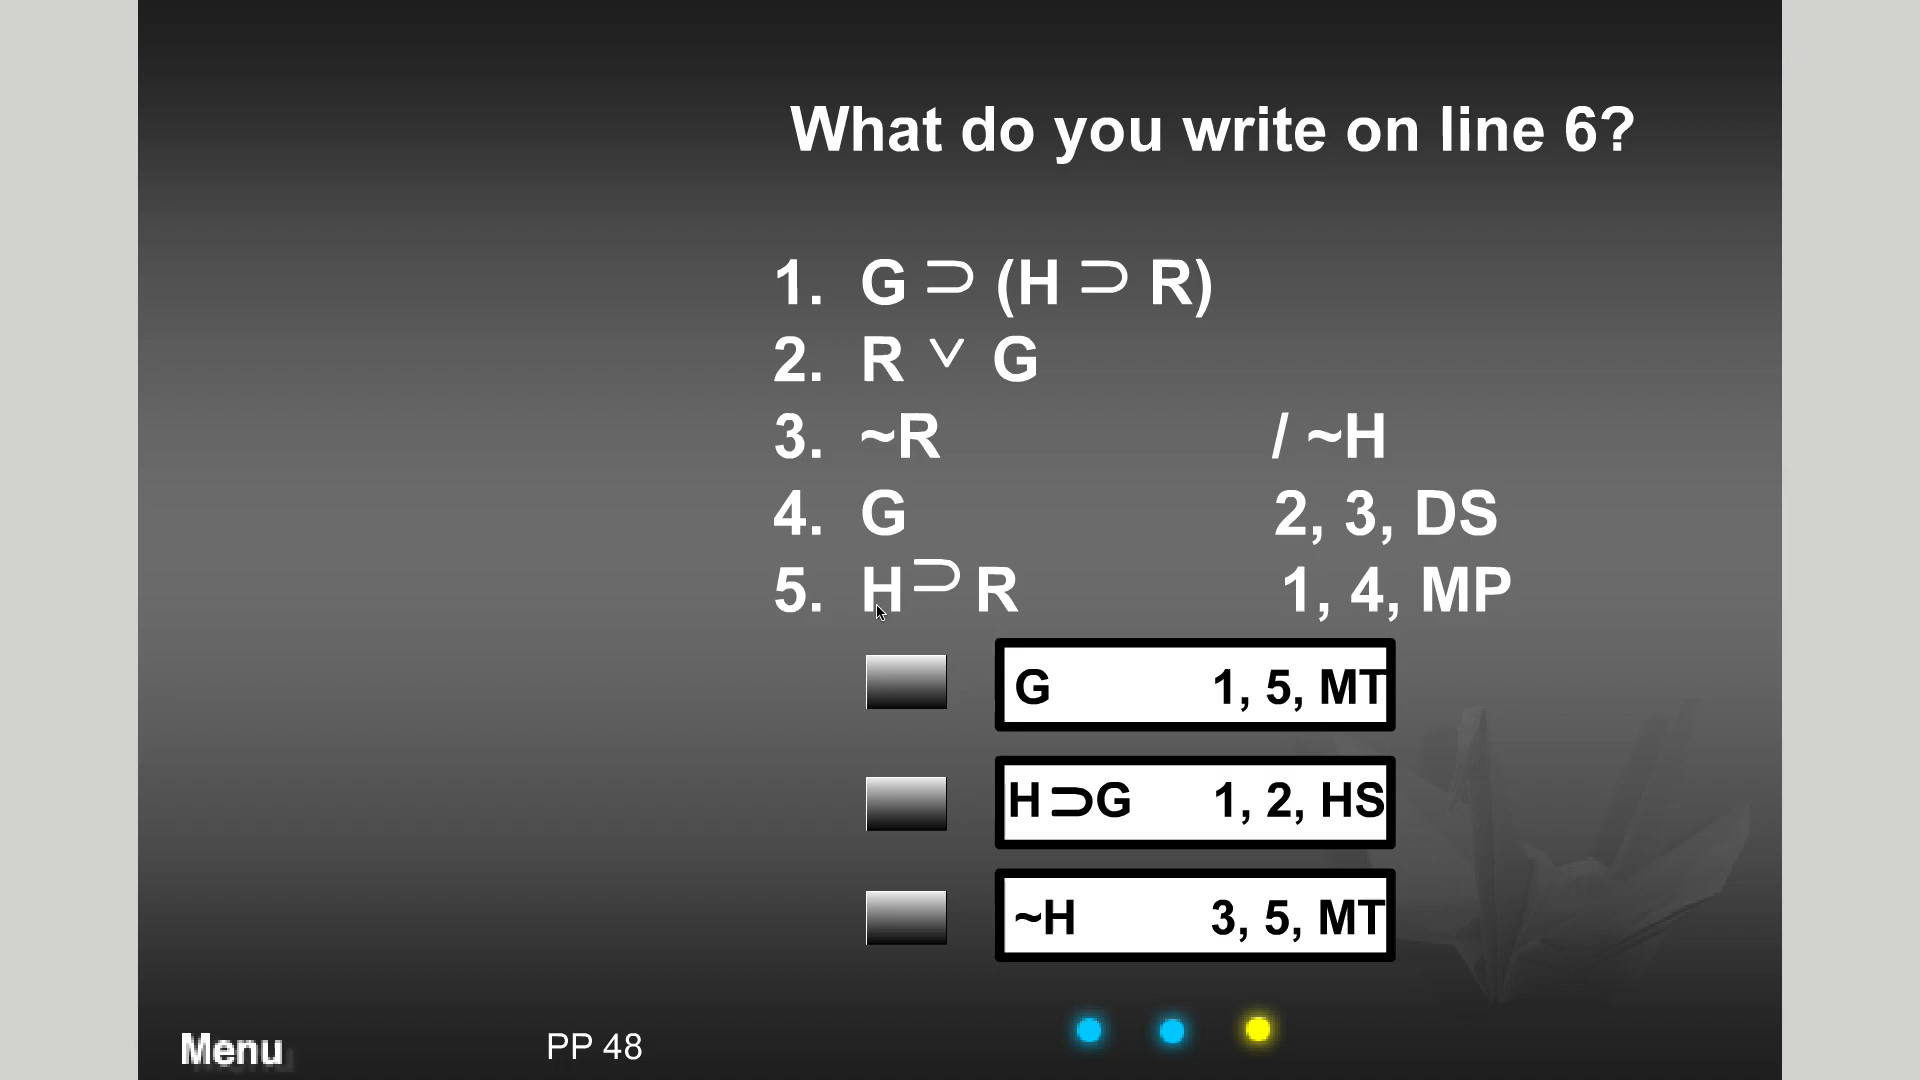 What do you write on line 6?
1. G ⊃ (H ⊃ R)
2. R ∨ G
3. ~R / ~H
4. G 2, 3, DS
5. H ⊃ R 1, 4, MP
G 1, 5, MT
H ⊃ G 1, 2, HS
~H 3, 5, MT
Menu PP 48